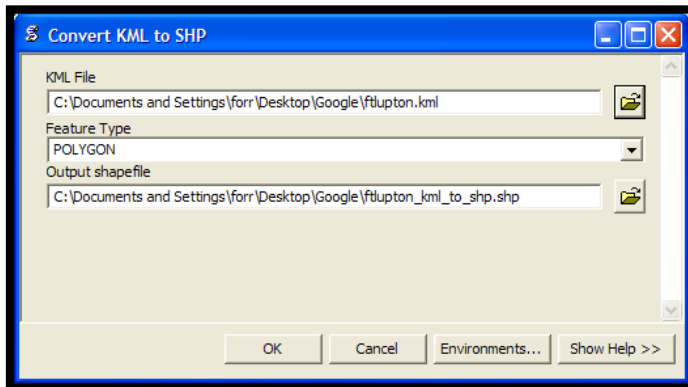 Convert KML to SHP
KML File
C:\Documents and Settings\forr\Desktop\Google\ftlupton.kml
Feature Type
POLYGON
Output shapefile
C:\Documents and Settings\forr\Desktop\Google\ftlupton_kml_to_shp.shp
OK Cancel Environments... Show Help >>